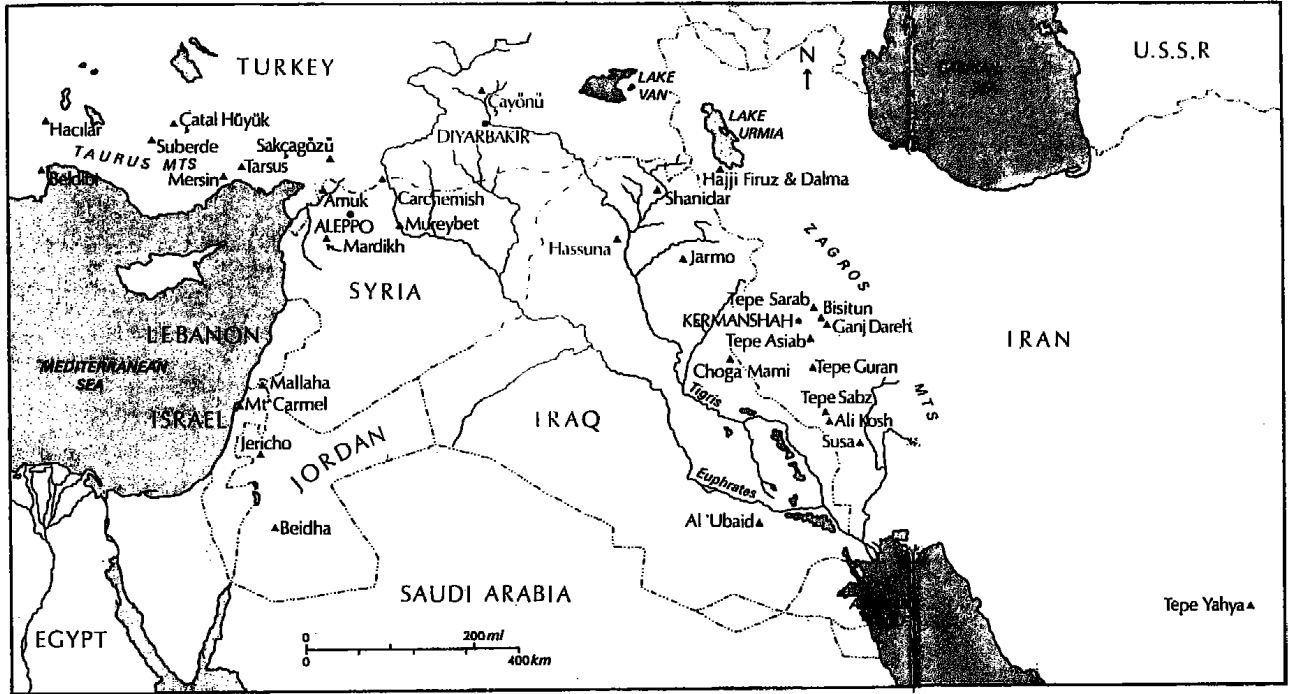 TURKEY
U.S.S.R
N
LAKE
VAN
LAKE
URMIA
Çayönü
DIYARBAKIR
Hacılar
Çatal Hüyük
Suberde
TAURUS MTS
Sakçagözü
Tarsus
Mersin
Beldibi
Hajji Firuz & Dalma
Shanidar
Amuk
Carchemish
ALEPPO
Mureybet
Mardikh
Hassuna
Jarmo
ZAGROS
MTS
SYRIA
Tepe Sarab
Bisitun
KERMANSHAH
Ganj Dareh
Tepe Asiab
IRAN
LEBANON
MEDITERRANEAN
SEA
Choga Mami
Tepe Guran
Mallaha
Mt Carmel
ISRAEL
Tigris
Tepe Sabz
Ali Kosh
Susa
IRAQ
Jericho
JORDAN
Euphrates
Al 'Ubaid
Beidha
SAUDI ARABIA
Tepe Yahya
EGYPT
0 200 mi
0 400 km